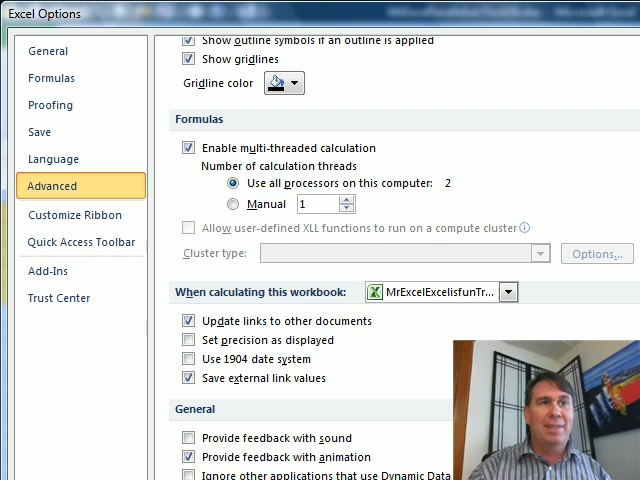 Excel Options
General
Formulas
Proofing
Save
Language
Advanced
Customize Ribbon
Quick Access Toolbar
Add-Ins
Trust Center
Show outline symbols if an outline is applied
Show gridlines
Gridline color
Formulas
Enable multi-threaded calculation
Number of calculation threads
Use all processors on this computer: 2
Manual 1
Allow user-defined XLL functions to run on a compute cluster
Cluster type: Options...
When calculating this workbook: MrExcelExcelisfunTr...
Update links to other documents
Set precision as displayed
Use 1904 date system
Save external link values
General
Provide feedback with sound
Provide feedback with animation
Ignore other applications that use Dynamic Data